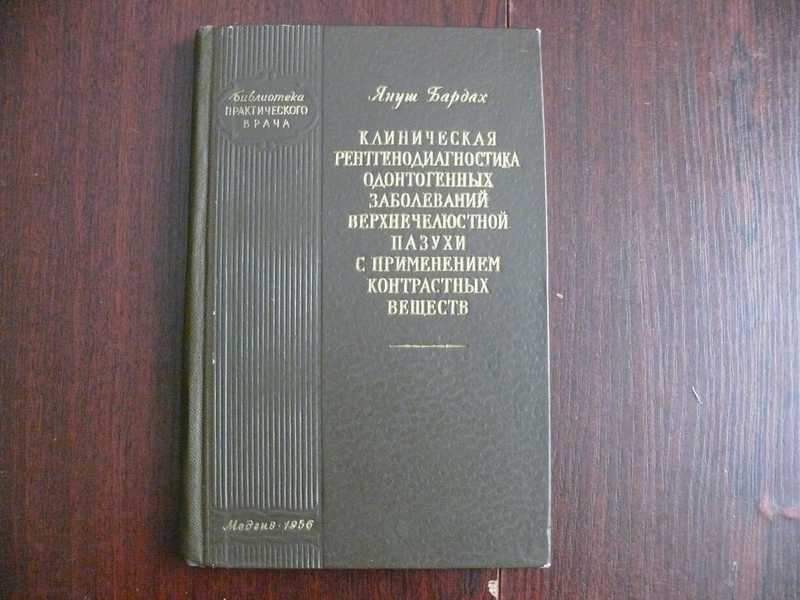 Библиотека
ПРАКТИЧЕСКОГО
ВРАЧА
Януш Бардах
КЛИНИЧЕСКАЯ
РЕНТГЕНОДИАГНОСТИКА
ОДОНТОГЕННЫХ
ЗАБОЛЕВАНИЙ
ВЕРХНЕЧЕЛЮСТНОЙ
ПАЗУХИ
С ПРИМЕНЕНИЕМ
КОНТРАСТНЫХ
ВЕЩЕСТВ
Медгиз · 1956